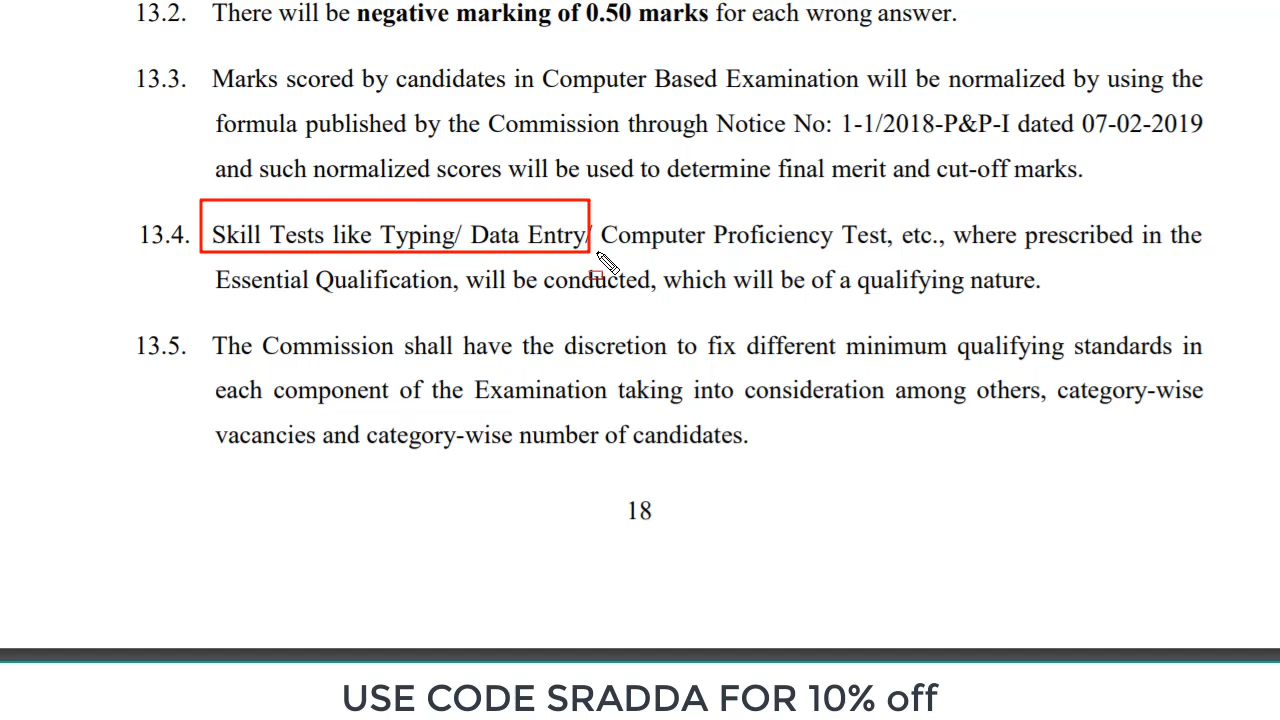 13.2. There will be negative marking of 0.50 marks for each wrong answer.
13.3. Marks scored by candidates in Computer Based Examination will be normalized by using the
formula published by the Commission through Notice No: 1-1/2018-P&P-I dated 07-02-2019
and such normalized scores will be used to determine final merit and cut-off marks.
13.4. Skill Tests like Typing/ Data Entry/ Computer Proficiency Test, etc., where prescribed in the
Essential Qualification, will be conducted, which will be of a qualifying nature.
13.5. The Commission shall have the discretion to fix different minimum qualifying standards in
each component of the Examination taking into consideration among others, category-wise
vacancies and category-wise number of candidates.
18
USE CODE SRADDA FOR 10% off